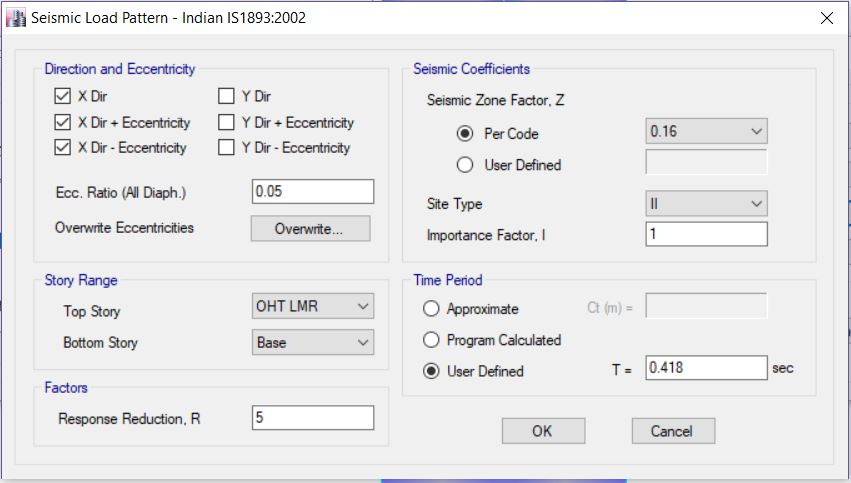 Seismic Load Pattern - Indian IS1893:2002
Direction and Eccentricity
X Dir
Y Dir
X Dir + Eccentricity
Y Dir + Eccentricity
X Dir - Eccentricity
Y Dir - Eccentricity
Ecc. Ratio (All Diaph.)
0.05
Overwrite Eccentricities
Overwrite...
Story Range
Top Story
OHT LMR
Bottom Story
Base
Factors
Response Reduction, R
5
Seismic Coefficients
Seismic Zone Factor, Z
Per Code
0.16
User Defined
Site Type
II
Importance Factor, I
1
Time Period
Approximate
Ct (m) =
Program Calculated
User Defined
T =
0.418
sec
OK
Cancel